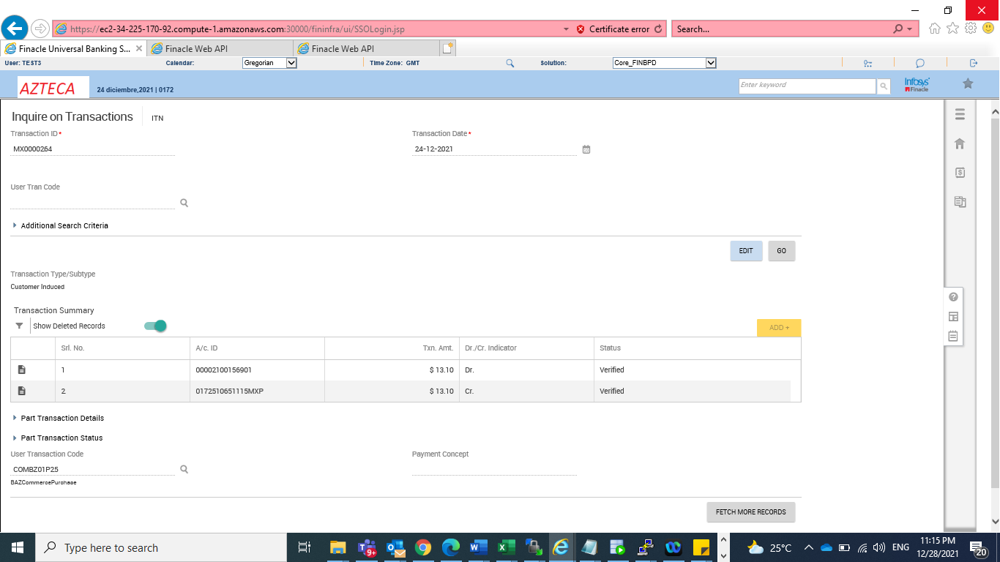 https://ec2-34-225-170-92.compute-1.amazonaws.com:30000/fininfra/ui/SSOLogin.jsp
Certificate error
Search...
Finacle Universal Banking S...
Finacle Web API
Finacle Web API
User: TEST3
Calendar:
Gregorian
Time Zone: GMT
Solution:
Core_FINBPD
AZTECA
24 diciembre,2021 | 0172
Enter keyword
Infosys
Finacle
Inquire on Transactions
ITN
Transaction ID*
Transaction Date*
MX0000264
24-12-2021
User Tran Code
Additional Search Criteria
EDIT
GO
Transaction Type/Subtype
Customer Induced
Transaction Summary
Show Deleted Records
ADD +
Srl. No. A/c. ID Txn. Amt. Dr./Cr. Indicator Status
1 00002100156901 $ 13.10 Dr. Verified
2 0172510651115MXP $ 13.10 Cr. Verified
Part Transaction Details
Part Transaction Status
User Transaction Code
Payment Concept
COMBZ01P25
BAZCommercePurchase
FETCH MORE RECORDS
Type here to search
9+
25°C
ENG
11:15 PM
12/28/2021
20